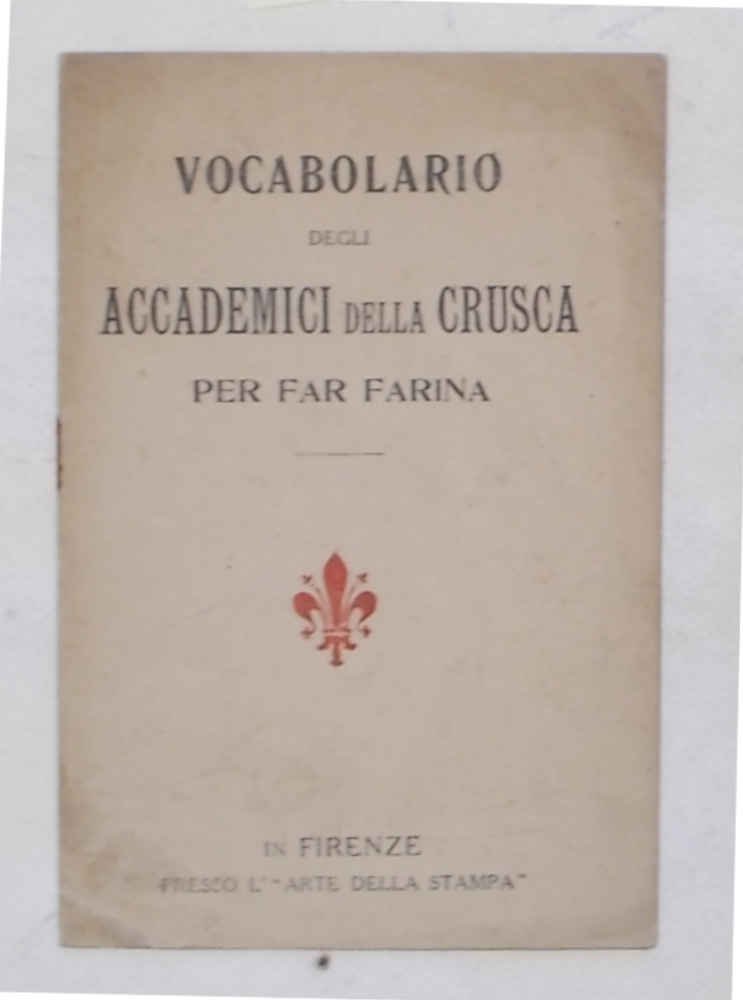 VOCABOLARIO
DEGLI
ACCADEMICI DELLA CRUSCA
PER FAR FARINA
IN FIRENZE
PRESSO L' "ARTE DELLA STAMPA"